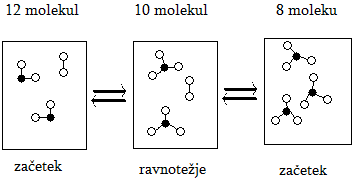 12 molekul 10 molekul 8 moleku
začetek ravnotežje začetek